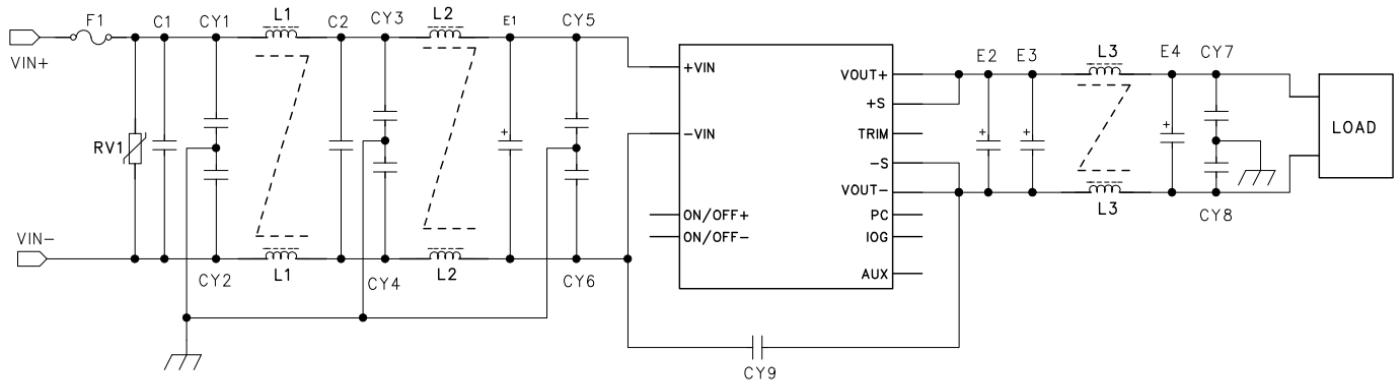 F1
C1
CY1
L1
C2
CY3
L2
E1
CY5
VIN+
RV1
VIN-
CY2
L1
CY4
L2
CY6
+VIN
-VIN
ON/OFF+
ON/OFF-
VOUT+
+S
TRIM
-S
VOUT-
PC
IOG
AUX
CY9
E2
E3
L3
E4
CY7
L3
CY8
LOAD
+
+
+
+